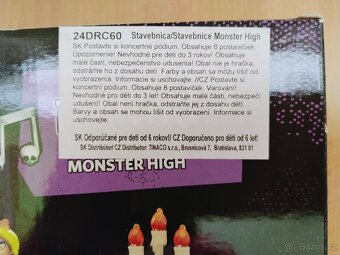 24DRC60 Stavebnica/Stavebnice Monster High
SK Postavte si koncertné pódium. Obsahuje 8 postavičiek.
Upozornenie! Nevhodné pre deti do 3 rokov! Obsahuje
malé časti, nebezpečenstvo udusenia! Obal nie je hračka,
odstráňte ho z dosahu detí. Farby a obsah sa môžu líšiť
od vyobrazenia. Informácie si uschovajte. //CZ Postavte
si koncertní pódium. Obsahuje 8 postaviček. Upozornění!
Nevhodné pro děti do 3 let! Obsahuje malé části, nebezpečí
udušení! Obal není hračka, odstraňte jej z dosahu dětí.
Barvy a obsah se mohou lišit od vyobrazení. Informace si
uschovejte.
SK Odporúčané pre deti od 6 rokov!/ CZ Doporučeno pro děti od 6 let!
SK Distribútor/ CZ Distributor: TINACO s.r.o., Brusnicová 7, Bratislava, 831 01
MONSTER HIGH